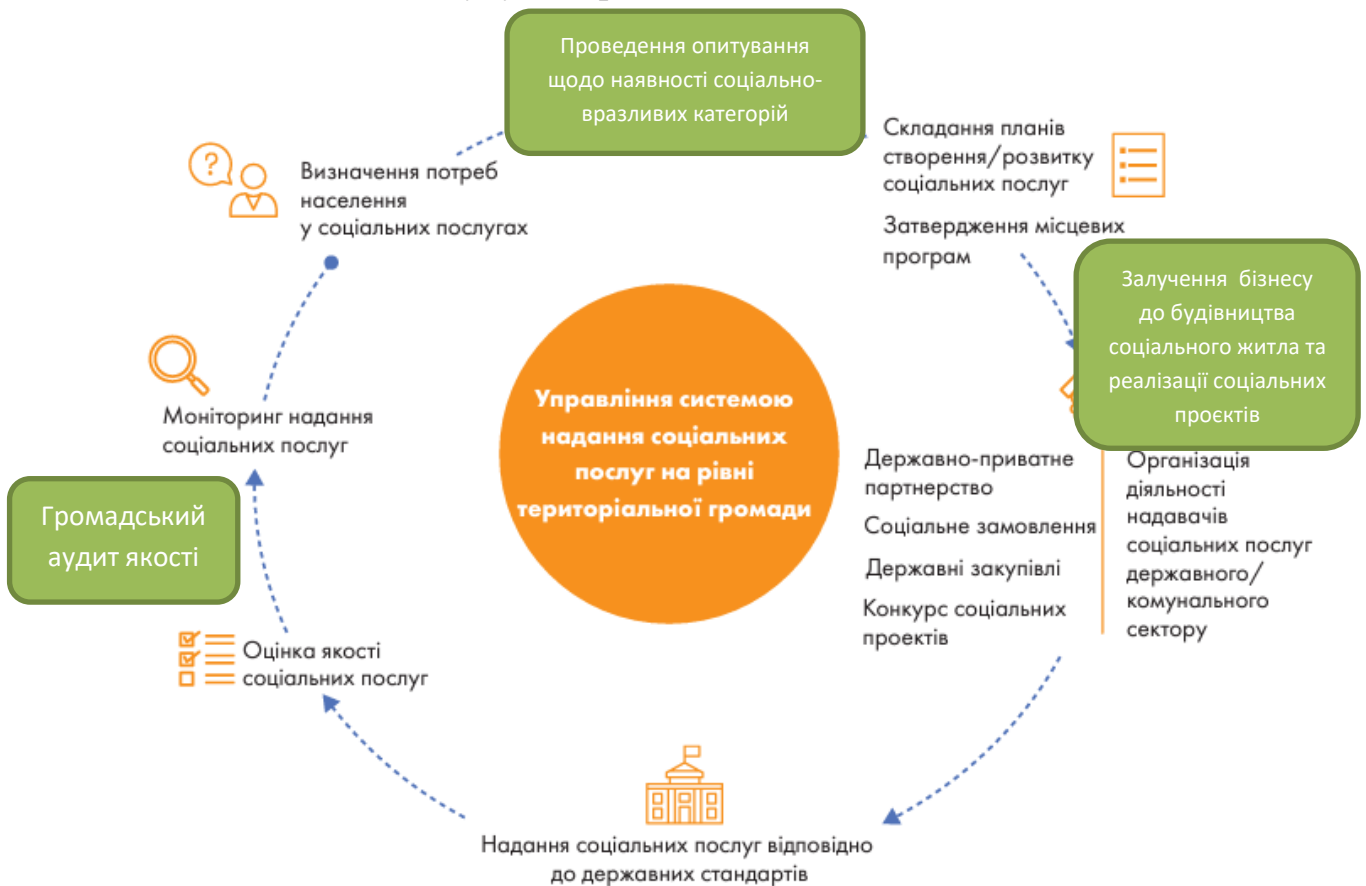 Проведення опитування
щодо наявності соціально-
вразливих категорій
Складання планів
створення/розвитку
соціальних послуг
Затвердження місцевих
програм
Визначення потреб
населення
у соціальних послугах
Залучення бізнесу
до будівництва
соціального житла та
реалізації соціальних
проєктів
Управління системою
надання соціальних
послуг на рівні
територіальної громади
Моніторинг надання
соціальних послуг
Державно-приватне
партнерство
Соціальне замовлення
Державні закупівлі
Конкурс соціальних
проектів
Організація
діяльності
надавачів
соціальних послуг
державного/
комунального
сектору
Громадський
аудит якості
Оцінка якості
соціальних послуг
Надання соціальних послуг відповідно
до державних стандартів